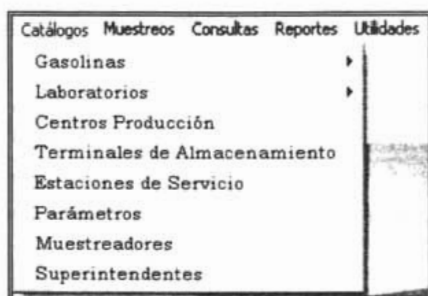 Catálogos Muestreos Consultas Reportes Utilidades
Gasolinas
Laboratorios
Centros Producción
Terminales de Almacenamiento
Estaciones de Servicio
Parámetros
Muestreadores
Superintendentes